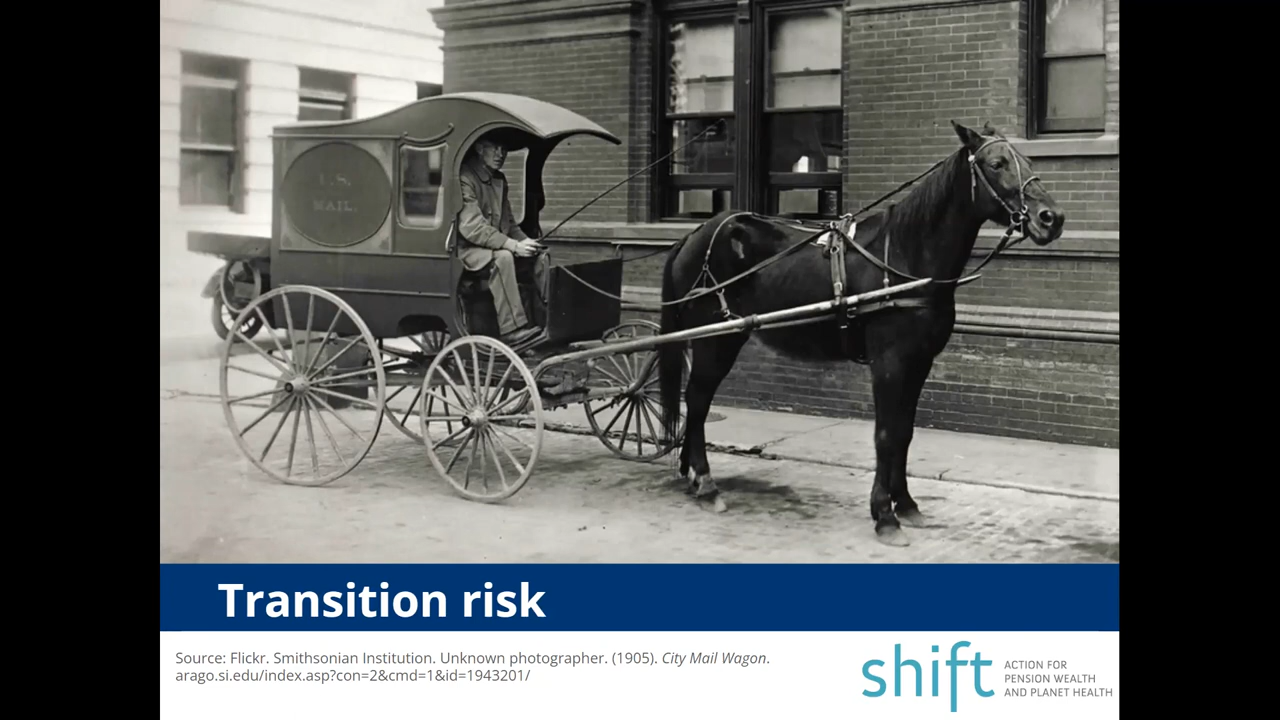 U.S.
MAIL.
Transition risk
Source: Flickr. Smithsonian Institution. Unknown photographer. (1905). City Mail Wagon.
arago.si.edu/index.asp?con=2&cmd=1&id=1943201/
shift
ACTION FOR
PENSION WEALTH
AND PLANET HEALTH